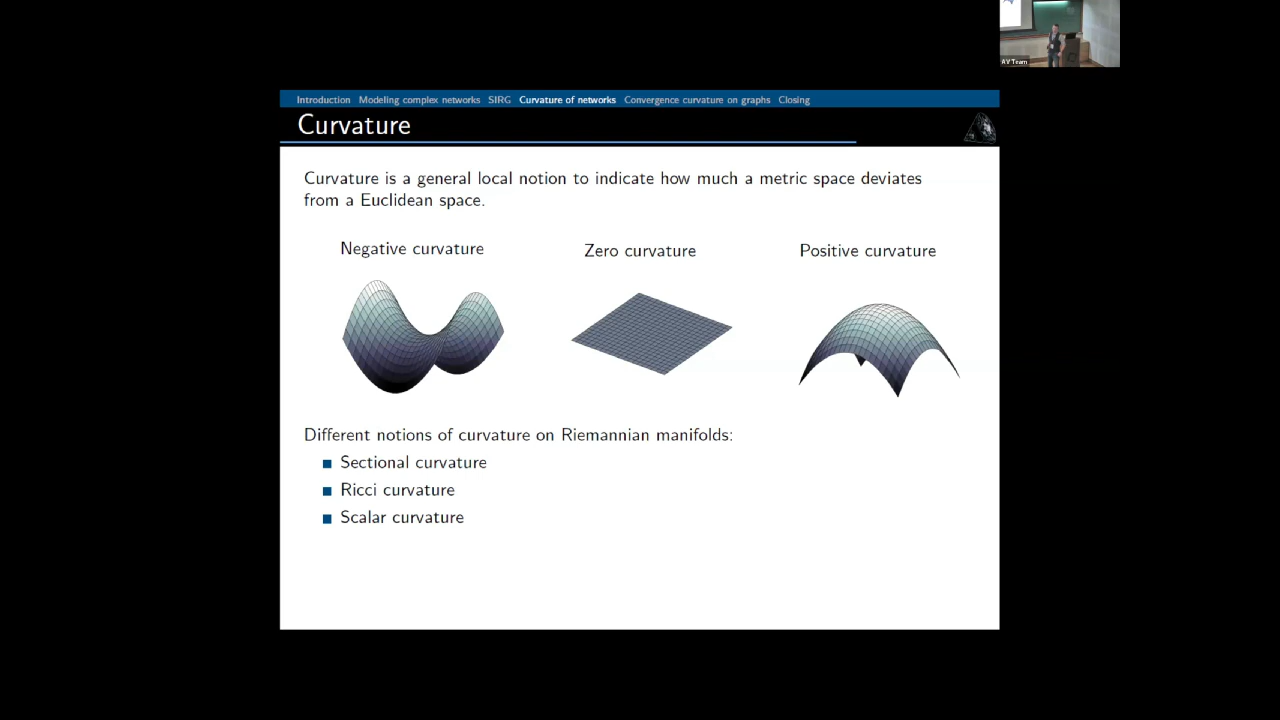 AV Team
Introduction Modeling complex networks SIRG Curvature of networks Convergence curvature on graphs Closing
Curvature
Curvature is a general local notion to indicate how much a metric space deviates
from a Euclidean space.
Negative curvature Zero curvature Positive curvature
Different notions of curvature on Riemannian manifolds:
Sectional curvature
Ricci curvature
Scalar curvature